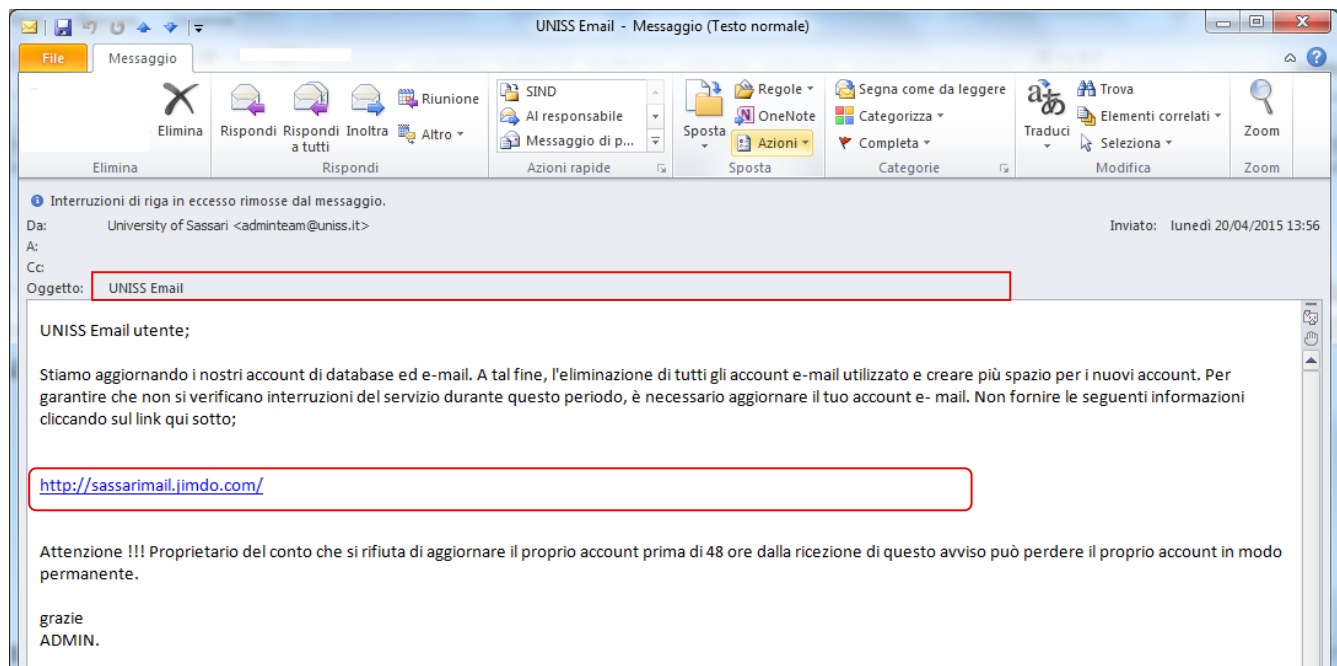 UNISS Email - Messaggio (Testo normale)
File Messaggio
Elimina
Rispondi Rispondi a tutti Inoltra
Riunione
Altro
SIND
Al responsabile
Messaggio di p...
Sposta
Regole
OneNote
Azioni
Segna come da leggere
Categorizza
Completa
Traduci
Trova
Elementi correlati
Seleziona
Zoom
Elimina Rispondi Azioni rapide Sposta Categorie Modifica Zoom
Interruzioni di riga in eccesso rimosse dal messaggio.
Da: University of Sassari <adminteam@uniss.it> Inviato: lunedì 20/04/2015 13:56
A:
Cc:
Oggetto: UNISS Email
UNISS Email utente;
Stiamo aggiornando i nostri account di database ed e-mail. A tal fine, l'eliminazione di tutti gli account e-mail utilizzato e creare più spazio per i nuovi account. Per
garantire che non si verificano interruzioni del servizio durante questo periodo, è necessario aggiornare il tuo account e- mail. Non fornire le seguenti informazioni
cliccando sul link qui sotto;
http://sassarimail.jimdo.com/
Attenzione !!! Proprietario del conto che si rifiuta di aggiornare il proprio account prima di 48 ore dalla ricezione di questo avviso può perdere il proprio account in modo
permanente.
grazie
ADMIN.